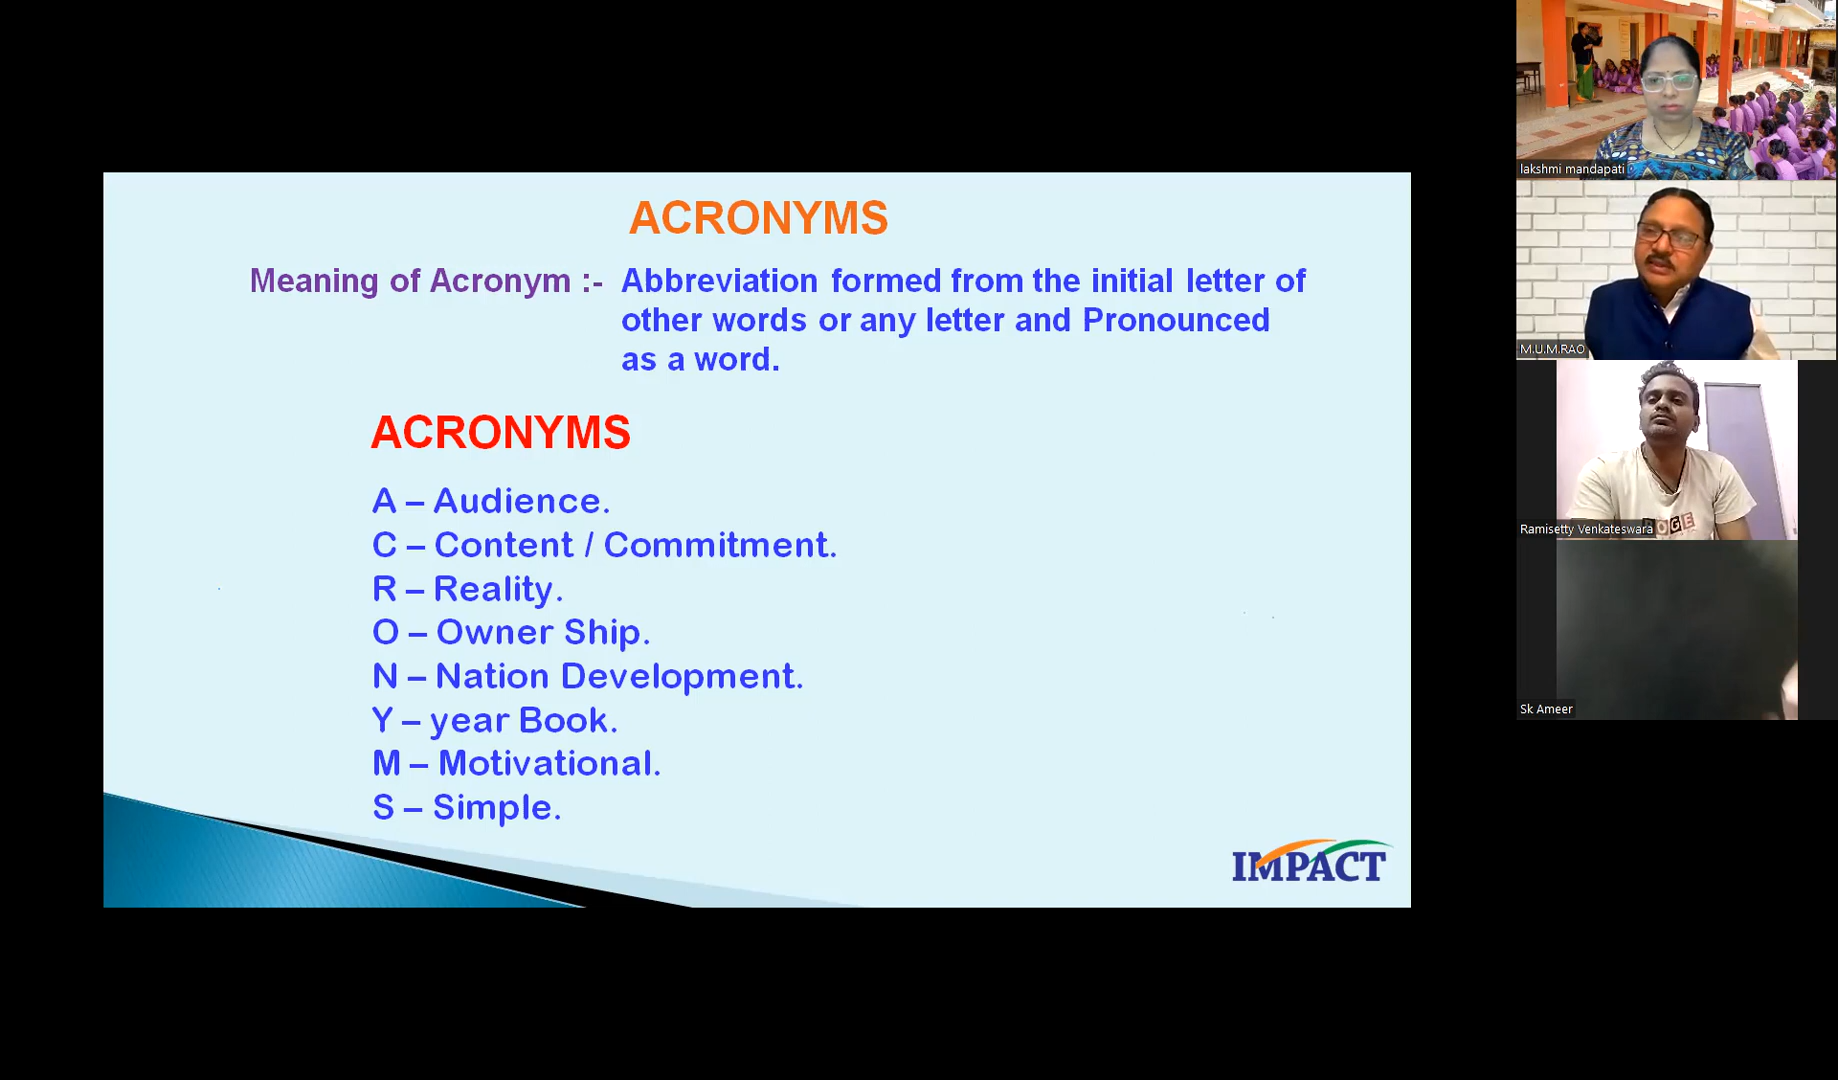 ACRONYMS
Meaning of Acronym :- Abbreviation formed from the initial letter of
other words or any letter and Pronounced
as a word.
ACRONYMS
A – Audience.
C – Content / Commitment.
R – Reality.
O – Owner Ship.
N – Nation Development.
Y – year Book.
M – Motivational.
S – Simple.
IMPACT
lakshmi mandapati
M.U.M.RAO
OGE
Ramisetty Venkateswara
Sk Ameer